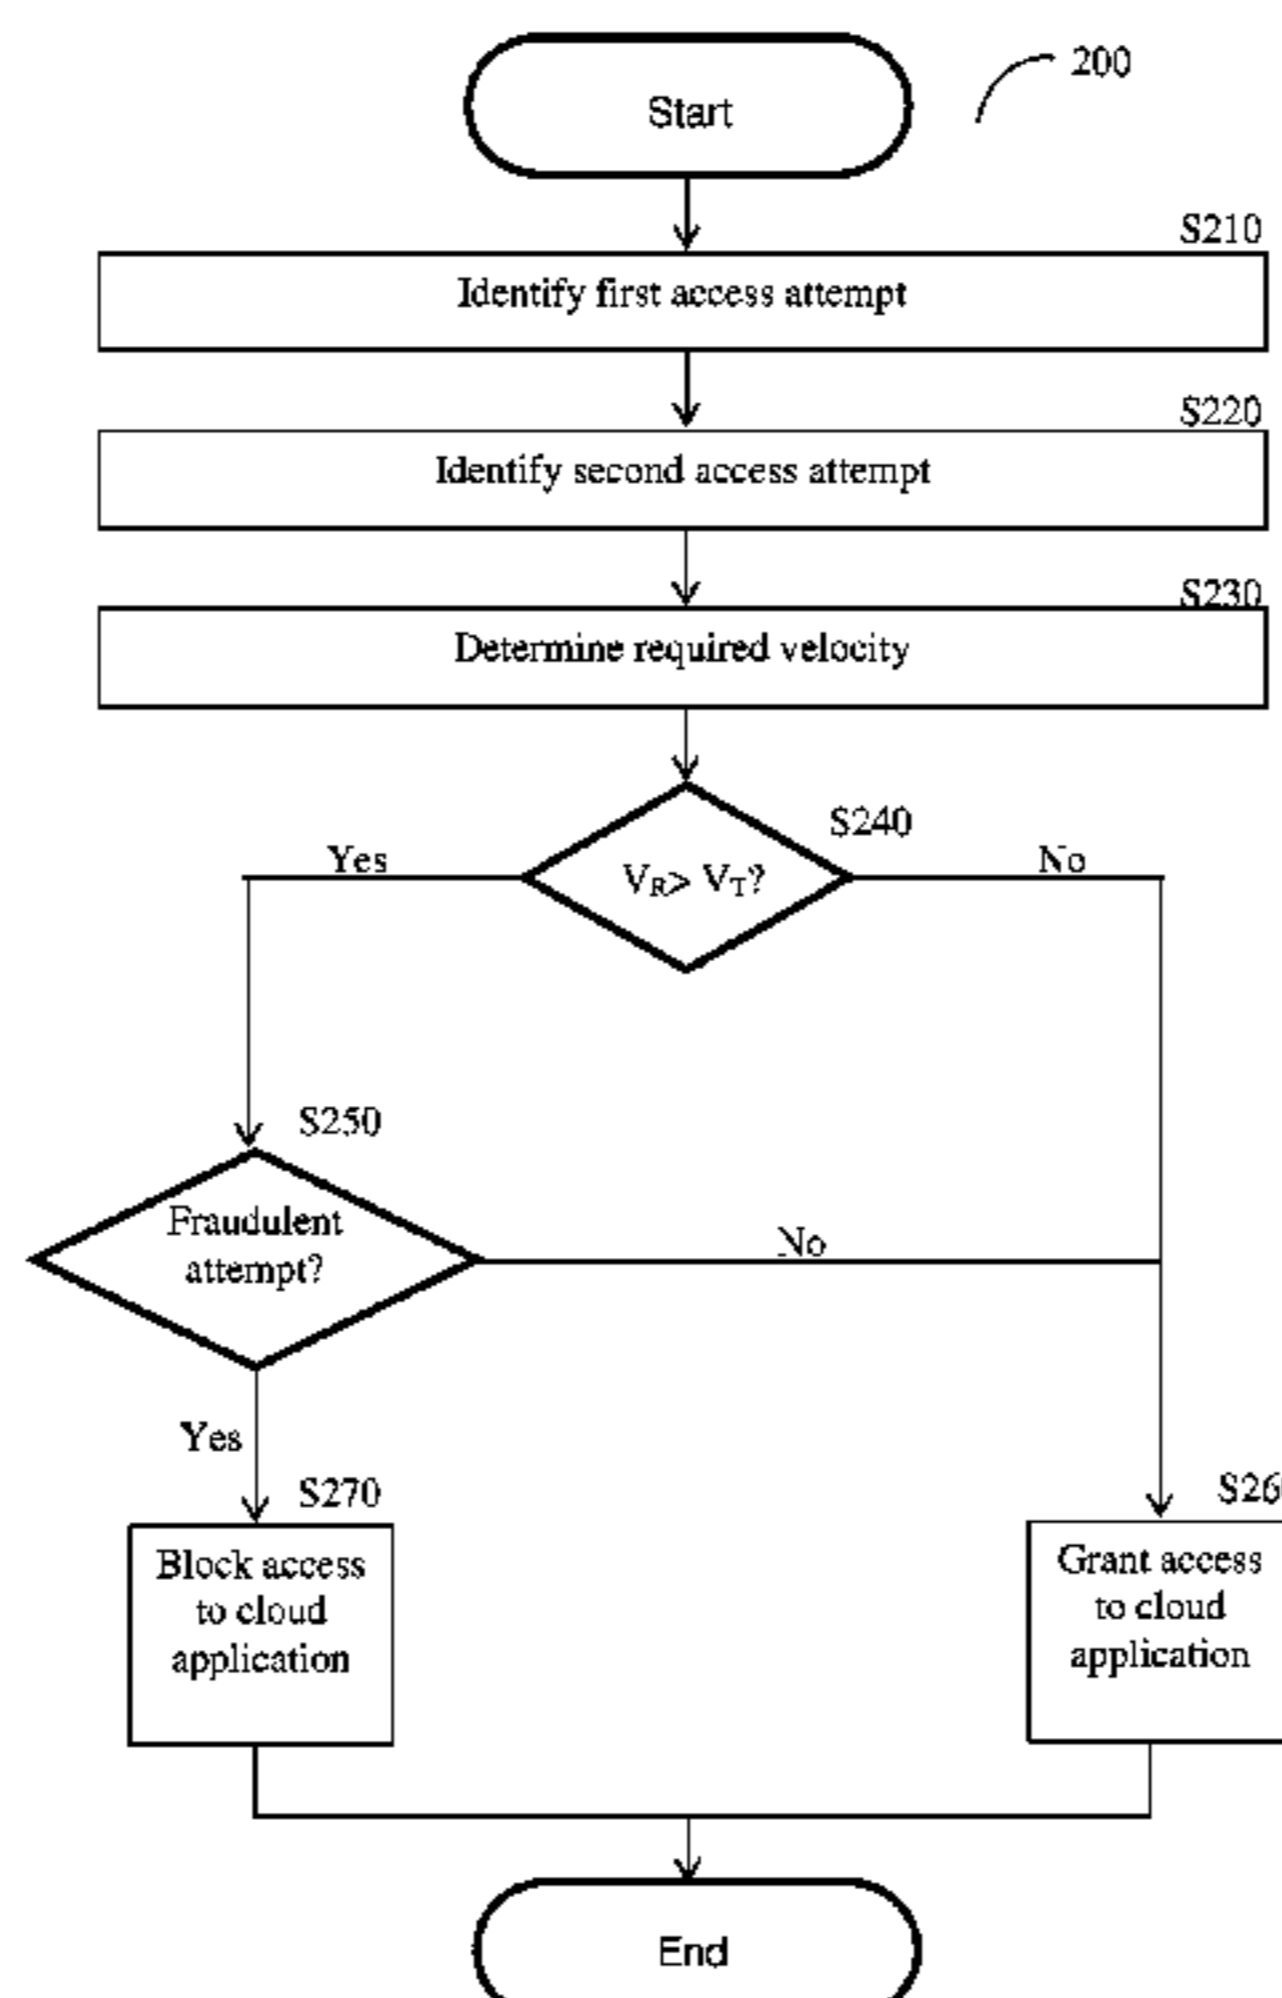 Start
200
S210
Identify first access attempt
S220
Identify second access attempt
S230
Determine required velocity
S240
Yes
VR> VT?
No
S250
Fraudulent
attempt?
No
Yes
S270
S26
Block access
to cloud
application
Grant access
to cloud
application
End